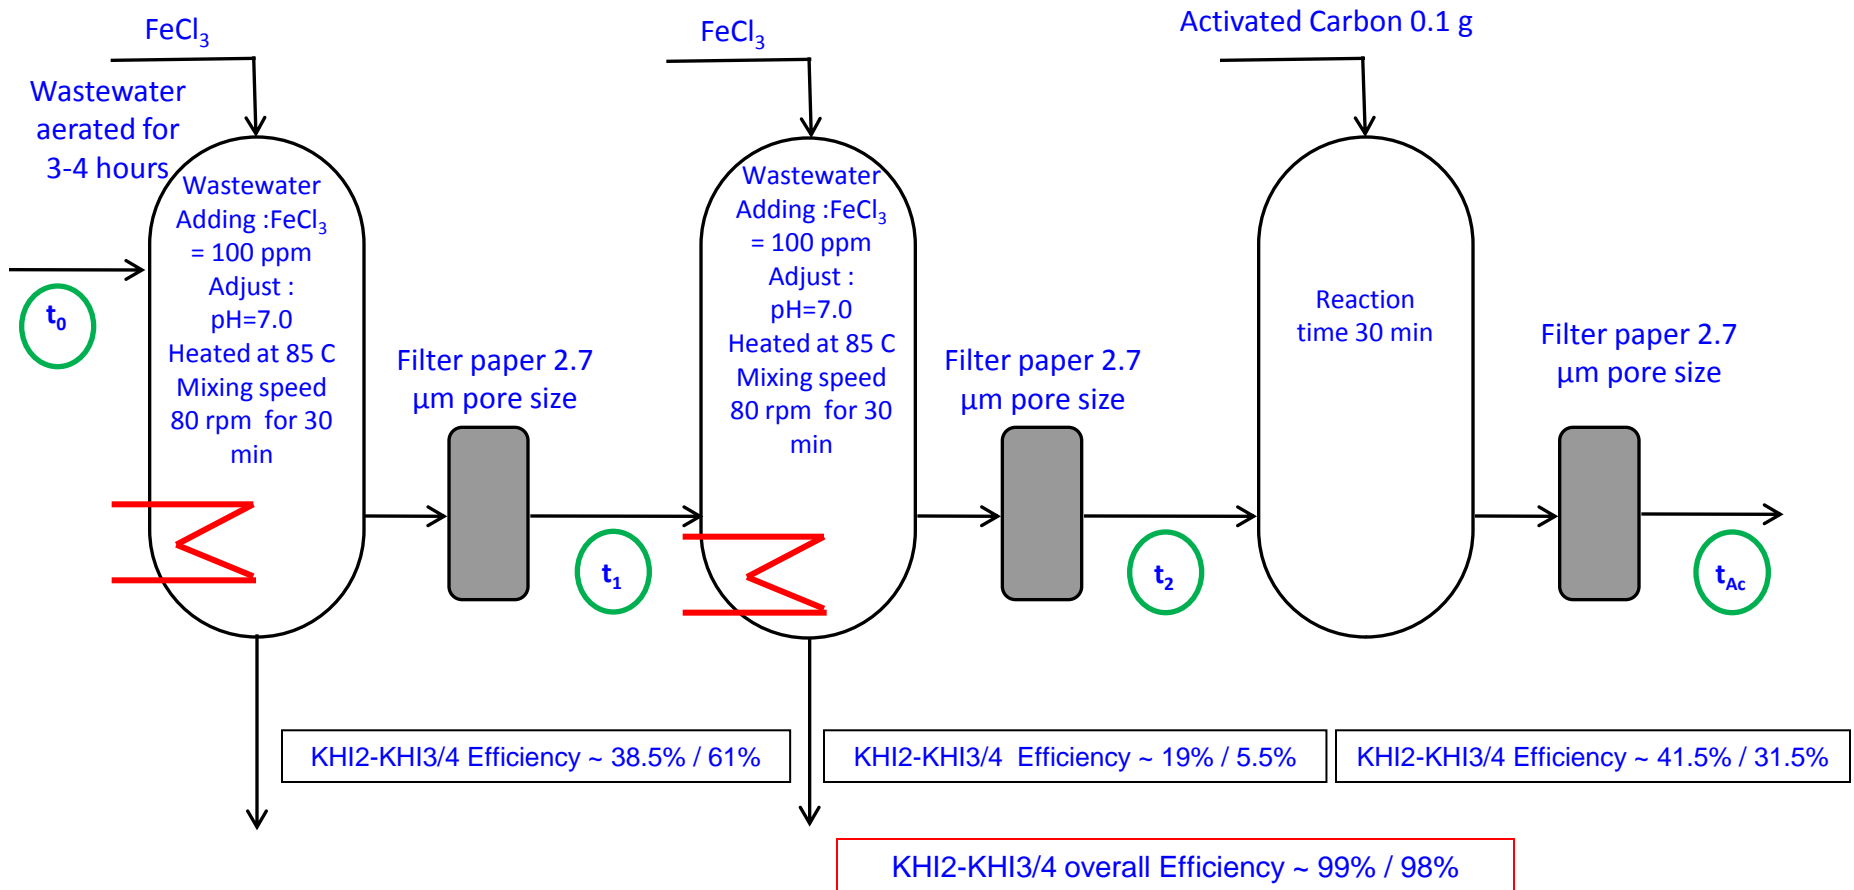 FeCl3
Wastewater
aerated for
3-4 hours
t0
Wastewater
Adding :FeCl3
= 100 ppm
Adjust :
pH=7.0
Heated at 85 C
Mixing speed
80 rpm for 30
min
Filter paper 2.7
µm pore size
t1
FeCl3
Wastewater
Adding :FeCl3
= 100 ppm
Adjust :
pH=7.0
Heated at 85 C
Mixing speed
80 rpm for 30
min
Filter paper 2.7
µm pore size
t2
Activated Carbon 0.1 g
Reaction
time 30 min
Filter paper 2.7
µm pore size
tAc
KHI2-KHI3/4 Efficiency ~ 38.5% / 61%
KHI2-KHI3/4 Efficiency ~ 19% / 5.5%
KHI2-KHI3/4 Efficiency ~ 41.5% / 31.5%
KHI2-KHI3/4 overall Efficiency ~ 99% / 98%